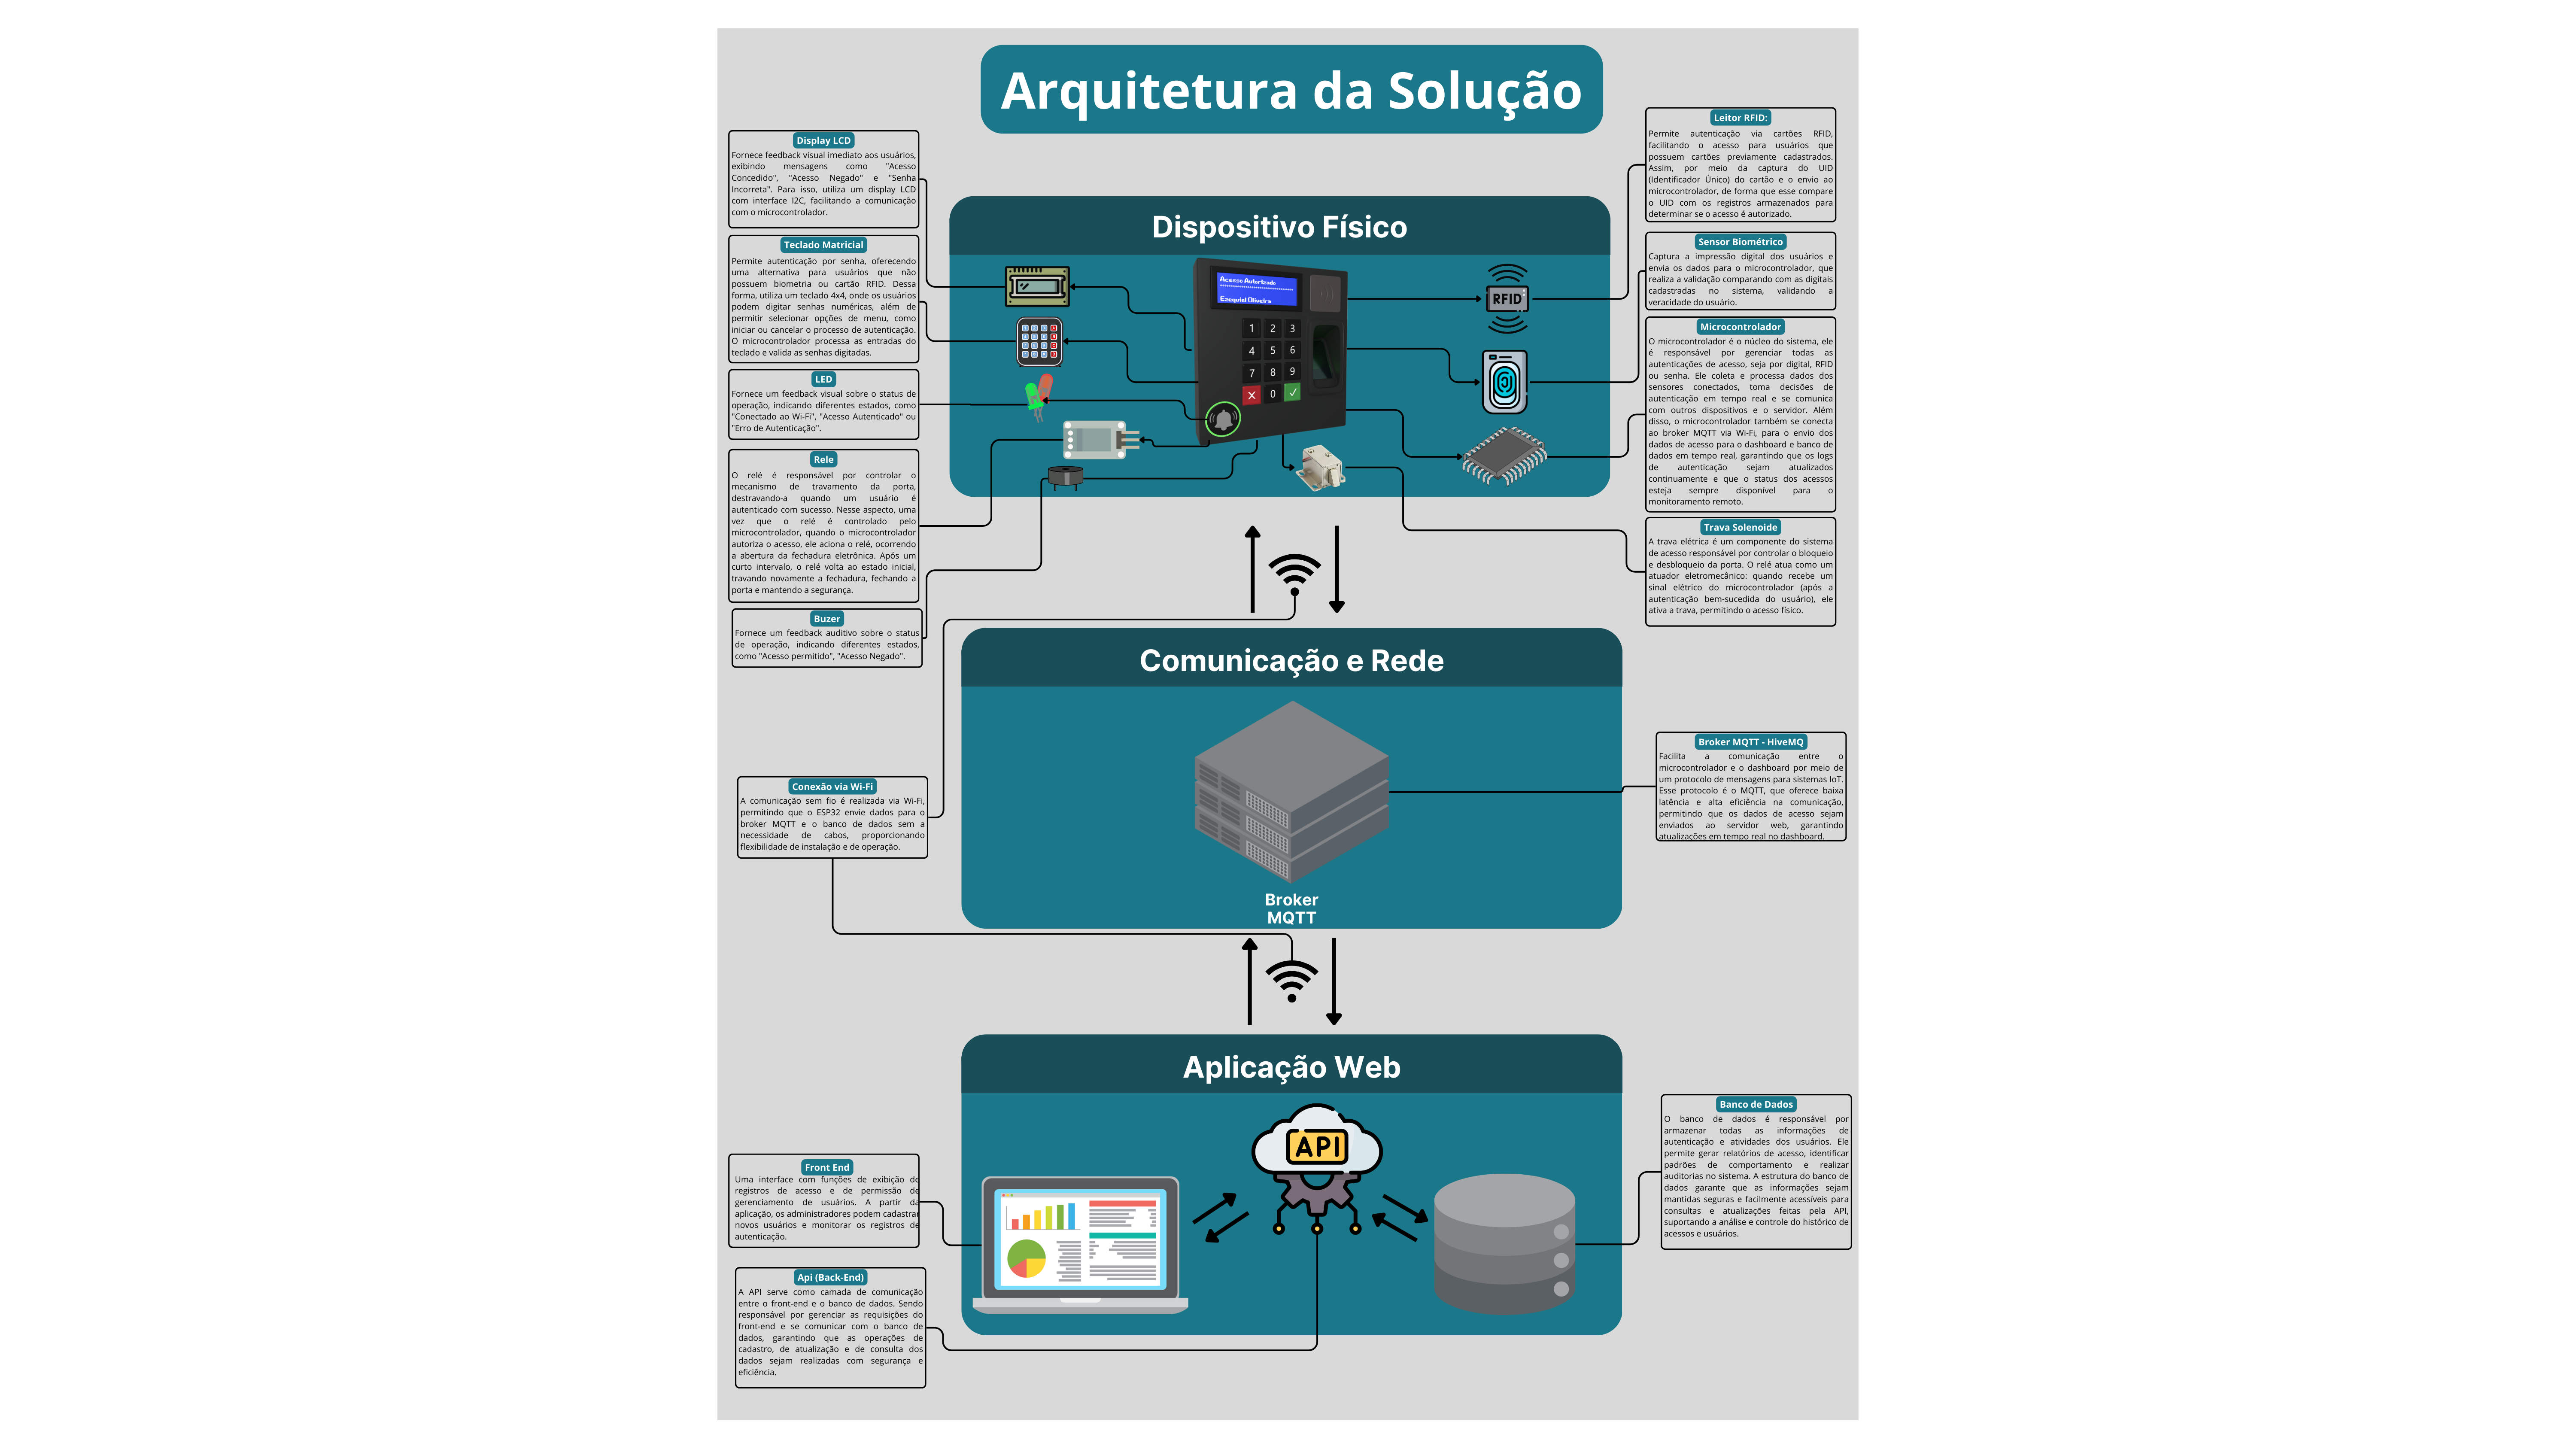 Arquitetura da Solução
Display LCD
Fornece feedback visual imediato aos usuários,
exibindo mensagens como "Acesso
Concedido", "Acesso Negado" e "Senha
Incorreta". Para isso, utiliza um display LCD
com interface I2C, facilitando a comunicação
com o microcontrolador.
Teclado Matricial
Permite autenticação por senha, oferecendo
uma alternativa para usuários que não
possuem biometria ou cartão RFID. Dessa
forma, utiliza um teclado 4x4, onde os usuários
podem digitar senhas numéricas, além de
permitir selecionar opções de menu, como
iniciar ou cancelar o processo de autenticação.
O microcontrolador processa as entradas do
teclado e valida as senhas digitadas.
LED
Fornece um feedback visual sobre o status de
operação, indicando diferentes estados, como
"Conectado ao Wi-Fi", "Acesso Autenticado" ou
"Erro de Autenticação".
Rele
O relé é responsável por controlar o
mecanismo de travamento da porta,
destravando-a quando um usuário é
autenticado com sucesso. Nesse aspecto, uma
vez que o relé é controlado pelo
microcontrolador, quando o microcontrolador
autoriza o acesso, ele aciona o relé, ocorrendo
a abertura da fechadura eletrônica. Após um
curto intervalo, o relé volta ao estado inicial,
travando novamente a fechadura, fechando a
porta e mantendo a segurança.
Buzer
Fornece um feedback auditivo sobre o status
de operação, indicando diferentes estados,
como "Acesso permitido", "Acesso Negado".
Dispositivo Físico
Acesso Autorizado
Ezequiel Oliveira
1 2 3
4 5 6
7 8 9
0
RFID
Leitor RFID:
Permite autenticação via cartões RFID,
facilitando o acesso para usuários que
possuem cartões previamente cadastrados.
Assim, por meio da captura do UID
(Identificador Único) do cartão e o envio ao
microcontrolador, de forma que esse compare
o UID com os registros armazenados para
determinar se o acesso é autorizado.
Sensor Biométrico
Captura a impressão digital dos usuários e
envia os dados para o microcontrolador, que
realiza a validação comparando com as digitais
cadastradas no sistema, validando a
veracidade do usuário.
Microcontrolador
O microcontrolador é o núcleo do sistema, ele
é responsável por gerenciar todas as
autenticações de acesso, seja por digital, RFID
ou senha. Ele coleta e processa dados dos
sensores conectados, toma decisões de
autenticação em tempo real e se comunica
com outros dispositivos e o servidor. Além
disso, o microcontrolador também se conecta
ao broker MQTT via Wi-Fi, para o envio dos
dados de acesso para o dashboard e banco de
dados em tempo real, garantindo que os logs
de autenticação sejam atualizados
continuamente e que o status dos acessos
esteja sempre disponível para o
monitoramento remoto.
Trava Solenoide
A trava elétrica é um componente do sistema
de acesso responsável por controlar o bloqueio
e desbloqueio da porta. O relé atua como um
atuador eletromecânico: quando recebe um
sinal elétrico do microcontrolador (após a
autenticação bem-sucedida do usuário), ele
ativa a trava, permitindo o acesso físico.
Comunicação e Rede
Broker
MQTT
Conexão via Wi-Fi
A comunicação sem fio é realizada via Wi-Fi,
permitindo que o ESP32 envie dados para o
broker MQTT e o banco de dados sem a
necessidade de cabos, proporcionando
flexibilidade de instalação e de operação.
Broker MQTT - HiveMQ
Facilita a comunicação entre o
microcontrolador e o dashboard por meio de
um protocolo de mensagens para sistemas IoT.
Esse protocolo é o MQTT, que oferece baixa
latência e alta eficiência na comunicação,
permitindo que os dados de acesso sejam
enviados ao servidor web, garantindo
atualizações em tempo real no dashboard.
Aplicação Web
API
Front End
Uma interface com funções de exibição de
registros de acesso e de permissão de
gerenciamento de usuários. A partir da
aplicação, os administradores podem cadastrar
novos usuários e monitorar os registros de
autenticação.
Api (Back-End)
A API serve como camada de comunicação
entre o front-end e o banco de dados. Sendo
responsável por gerenciar as requisições do
front-end e se comunicar com o banco de
dados, garantindo que as operações de
cadastro, de atualização e de consulta dos
dados sejam realizadas com segurança e
eficiência.
Banco de Dados
O banco de dados é responsável por
armazenar todas as informações de
autenticação e atividades dos usuários. Ele
permite gerar relatórios de acesso, identificar
padrões de comportamento e realizar
auditorias no sistema. A estrutura do banco de
dados garante que as informações sejam
mantidas seguras e facilmente acessíveis para
consultas e atualizações feitas pela API,
suportando a análise e controle do histórico de
acessos e usuários.